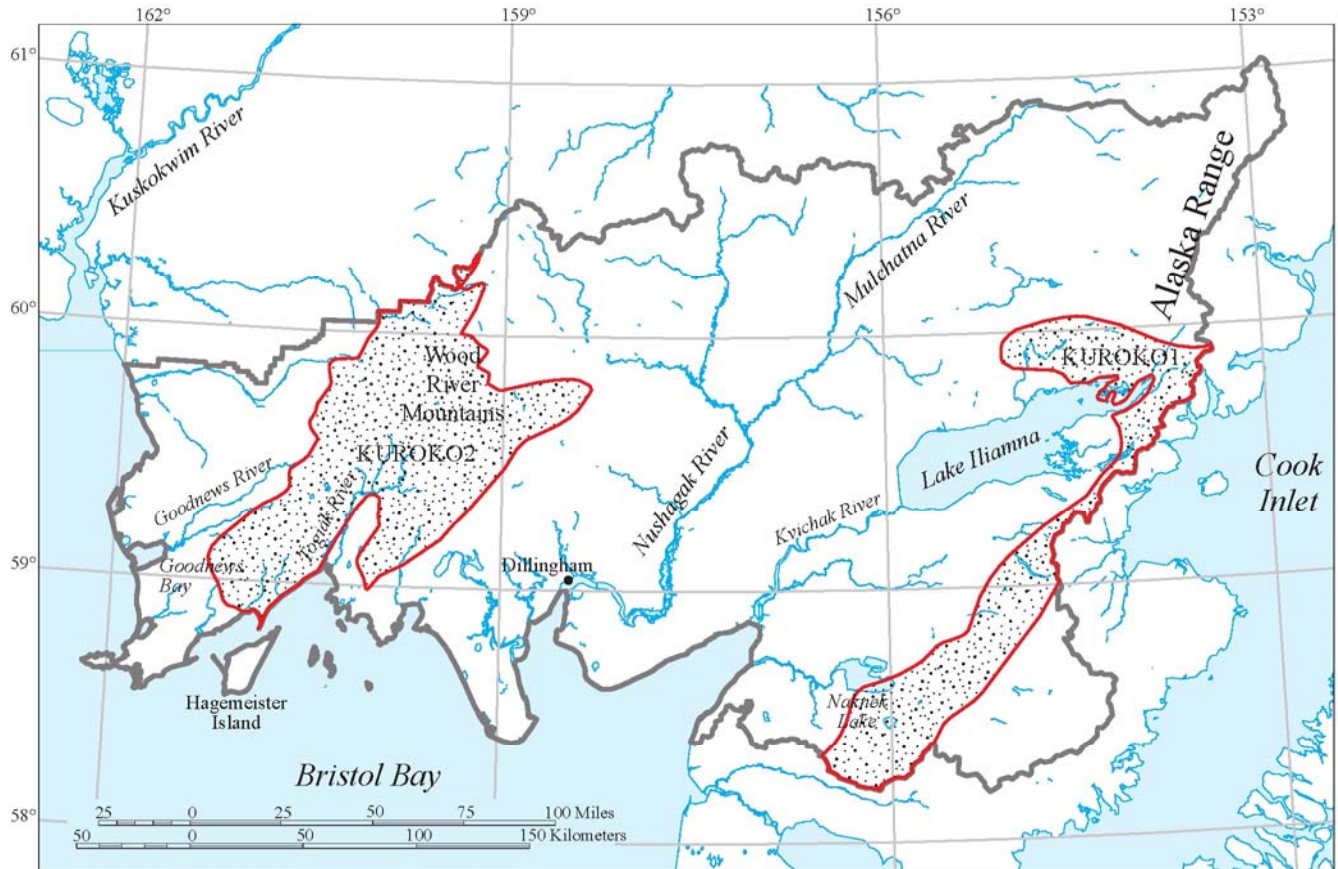 162°
159°
156°
153°
61°
Kuskokwim River
Alaska Range
Mulchatna River
60°
Wood
River
Mountains
KUROKO1
KUROKO2
Lake Iliamna
Cook
Inlet
Goodnews River
Togiak River
Nushagak River
Kvichak River
59°
Goodnews
Bay
Dillingham
Hagemeister
Island
Naknek
Lake
Bristol Bay
25 0 25 50 75 100 Miles
50 0 50 100 150 Kilometers
58°